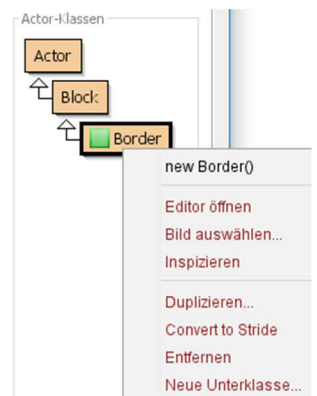 Actor-Klassen
Actor
Block
Border
new Border()
Editor öffnen
Bild auswählen...
Inspizieren
Duplizieren...
Convert to Stride
Entfernen
Neue Unterklasse...